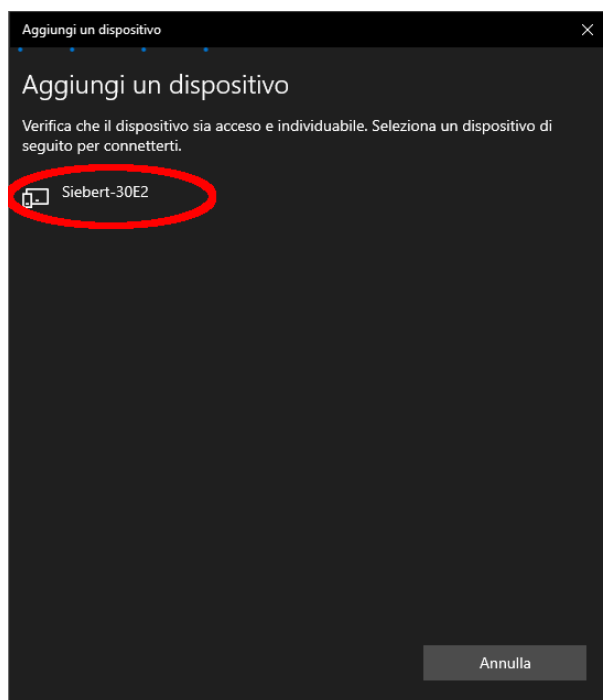 Aggiungi un dispositivo
Aggiungi un dispositivo
Verifica che il dispositivo sia acceso e individuabile. Seleziona un dispositivo di
seguito per connetterti.
Siebert-30E2
Annulla